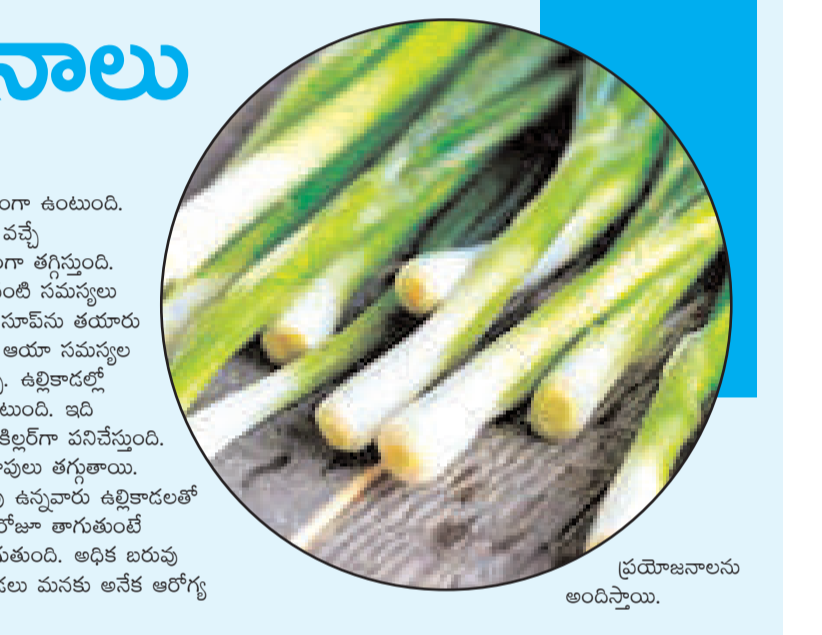 నాలు
ంగా ఉంటుంది.
వచ్చే
ంగా తగ్గిస్తుంది.
ంటి సమస్యలు
సూప్‌ను తయారు
ఆయా సమస్యల
ఉల్లికాడల్లో
టుంది. ఇది
కిల్లర్‌గా పనిచేస్తుంది.
పులు తగ్గుతాయి.
ఉన్నవారు ఉల్లికాడలతో
రోజూ తాగుతుంటే
తుంది. అధిక బరువు
డలు మనకు అనేక ఆరోగ్య
ప్రయోజనాలను
అందిస్తాయి.